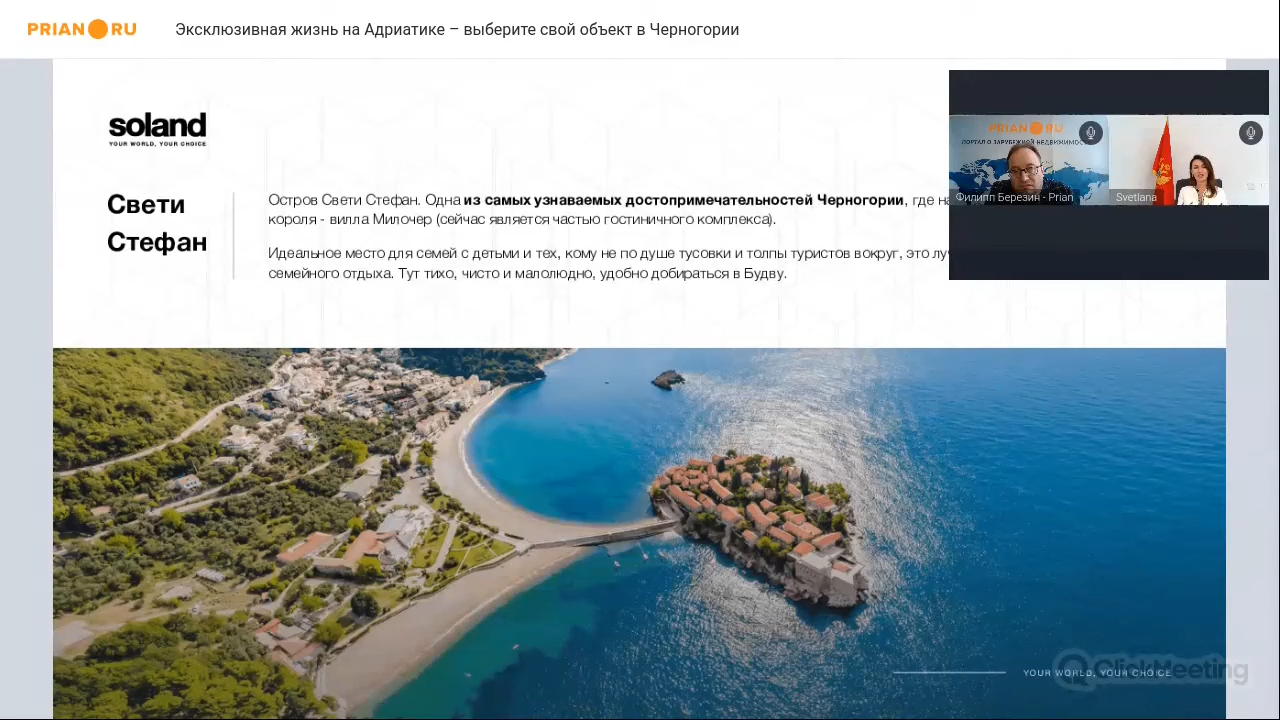 PRIAN RU
Эксклюзивная жизнь на Адриатике – выберите свой объект в Черногории
soland
YOUR WORLD, YOUR CHOICE
Свети
Стефан
Остров Свети Стефан. Одна из самых узнаваемых достопримечательностей Черногории, где
короля - вилла Милочер (сейчас является частью гостиничного комплекса).
Идеальное место для семей с детьми и тех, кому не по душе тусовки и толпы туристов вокруг, это
семейного отдыха. Тут тихо, чисто и малолюдно, удобно добираться в Будву.
PRIAN RU
ПОРТАЛ О ЗАРУБЕЖНОЙ НЕДВИЖИМОС
Филипп Березин - Prian
Svetlana
YOUR WORLD, YOUR CHOICE
ClickMeeting